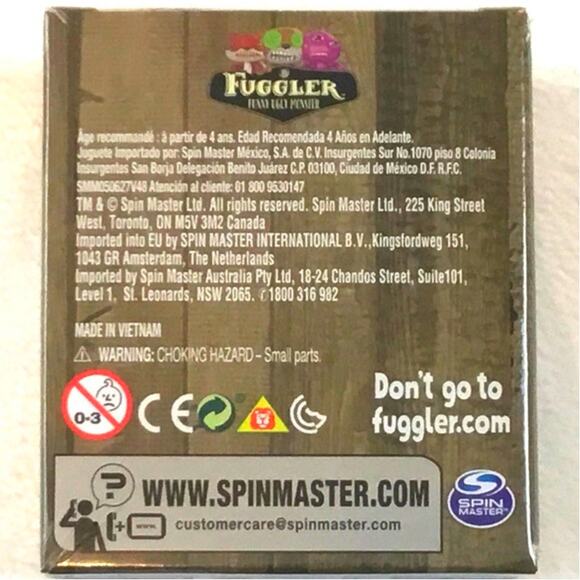 FUGGLER
FUNNY UGLY MONSTER
Âge recommandé : à partir de 4 ans. Edad Recomendada 4 Años en Adelante.
Juguete Importado por: Spin Master México, S.A. de C.V. Insurgentes Sur No.1070 piso 8 Colonia
Insurgentes San Borja Delegación Benito Juárez C.P. 03100, Ciudad de México D.F. R.F.C.
SMM050627V48 Atención al cliente: 01 800 9530147
TM & © Spin Master Ltd. All rights reserved. Spin Master Ltd., 225 King Street
West, Toronto, ON M5V 3M2 Canada
Imported into EU by SPIN MASTER INTERNATIONAL B.V.,Kingsfordweg 151,
1043 GR Amsterdam, The Netherlands
Imported by Spin Master Australia Pty Ltd, 18-24 Chandos Street, Suite101,
Level 1, St. Leonards, NSW 2065. ✆1800 316 982
MADE IN VIETNAM
⚠ WARNING: CHOKING HAZARD – Small parts.
0-3
CE
Don't go to
fuggler.com
WWW.SPINMASTER.COM
www.
customercare@spinmaster.com
SPIN
MASTER™